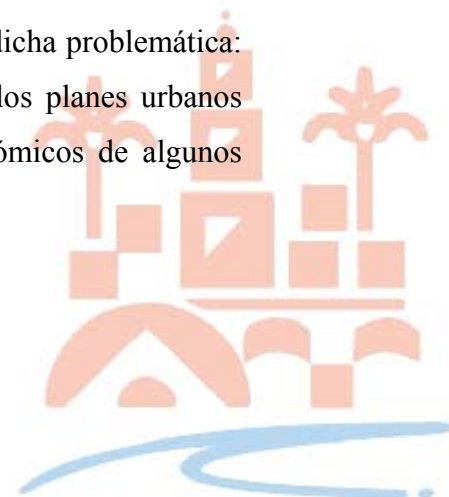 dicha problemática:
los planes urbanos
ómicos de algunos